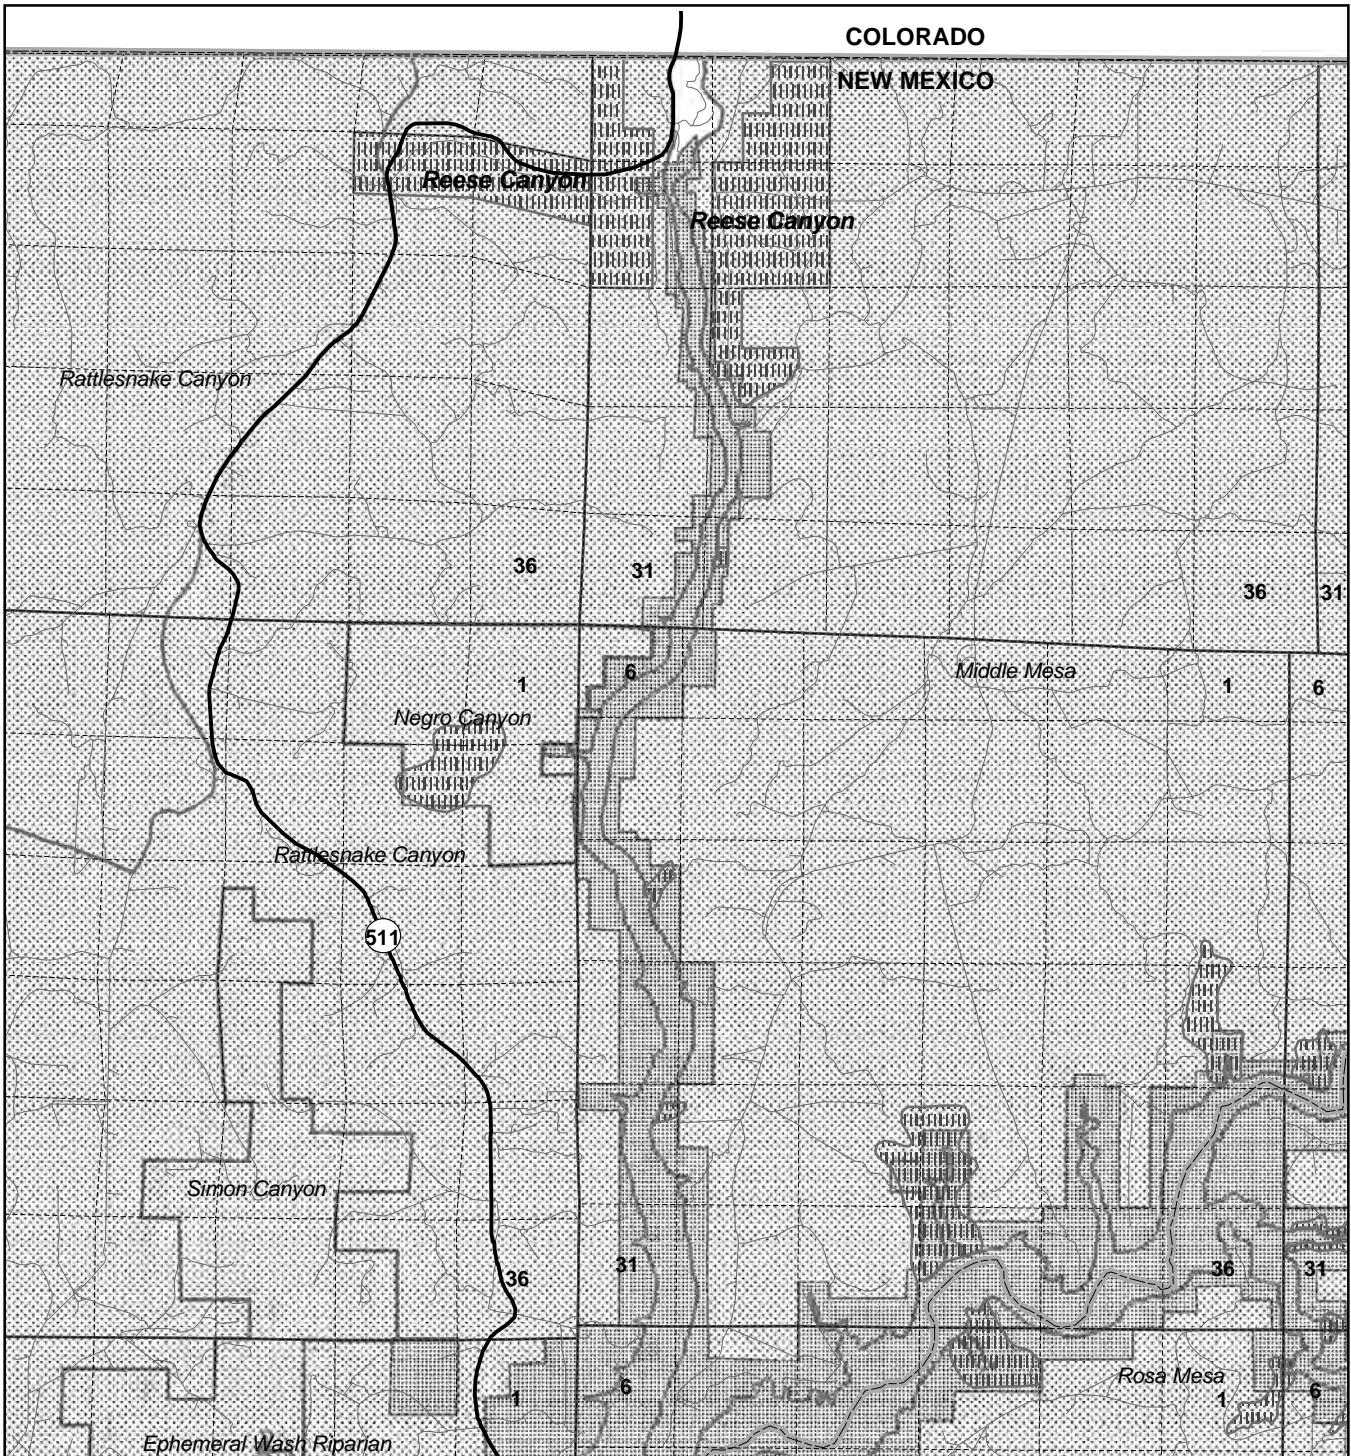 COLORADO
NEW MEXICO
Reese Canyon
Reese Canyon
Rattlesnake Canyon
36
31
36
31
Middle Mesa
1
6
1
6
Negro Canyon
Rattlesnake Canyon
511
Simon Canyon
36
31
36
31
Rosa Mesa
1
6
1
6
Ephemeral Wash Riparian